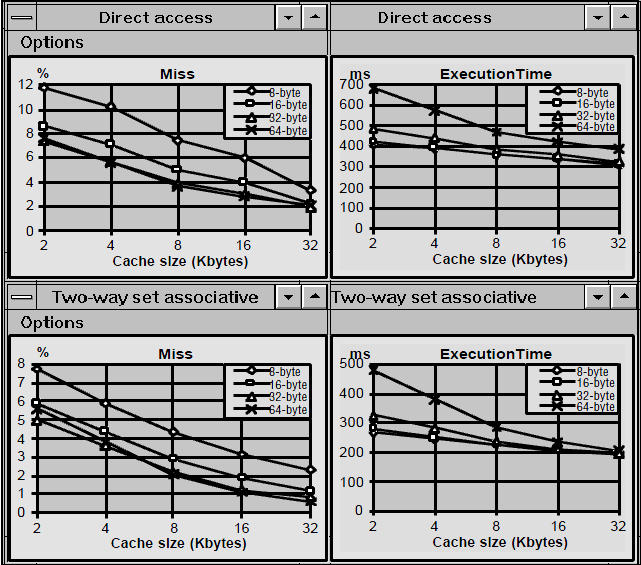 Direct access
Direct access
Options
% Miss
8-byte
16-byte
32-byte
64-byte
12
10
8
6
4
2
0
2 4 8 16 32
Cache size (Kbytes)
ms ExecutionTime
8-byte
16-byte
32-byte
64-byte
700
600
500
400
300
200
100
0
2 4 8 16 32
Cache size (Kbytes)
Two-way set associative
Two-way set associative
Options
% Miss
8-byte
16-byte
32-byte
64-byte
8
7
6
5
4
3
2
1
0
2 4 8 16 32
Cache size (Kbytes)
ms ExecutionTime
8-byte
16-byte
32-byte
64-byte
500
400
300
200
100
0
2 4 8 16 32
Cache size (Kbytes)